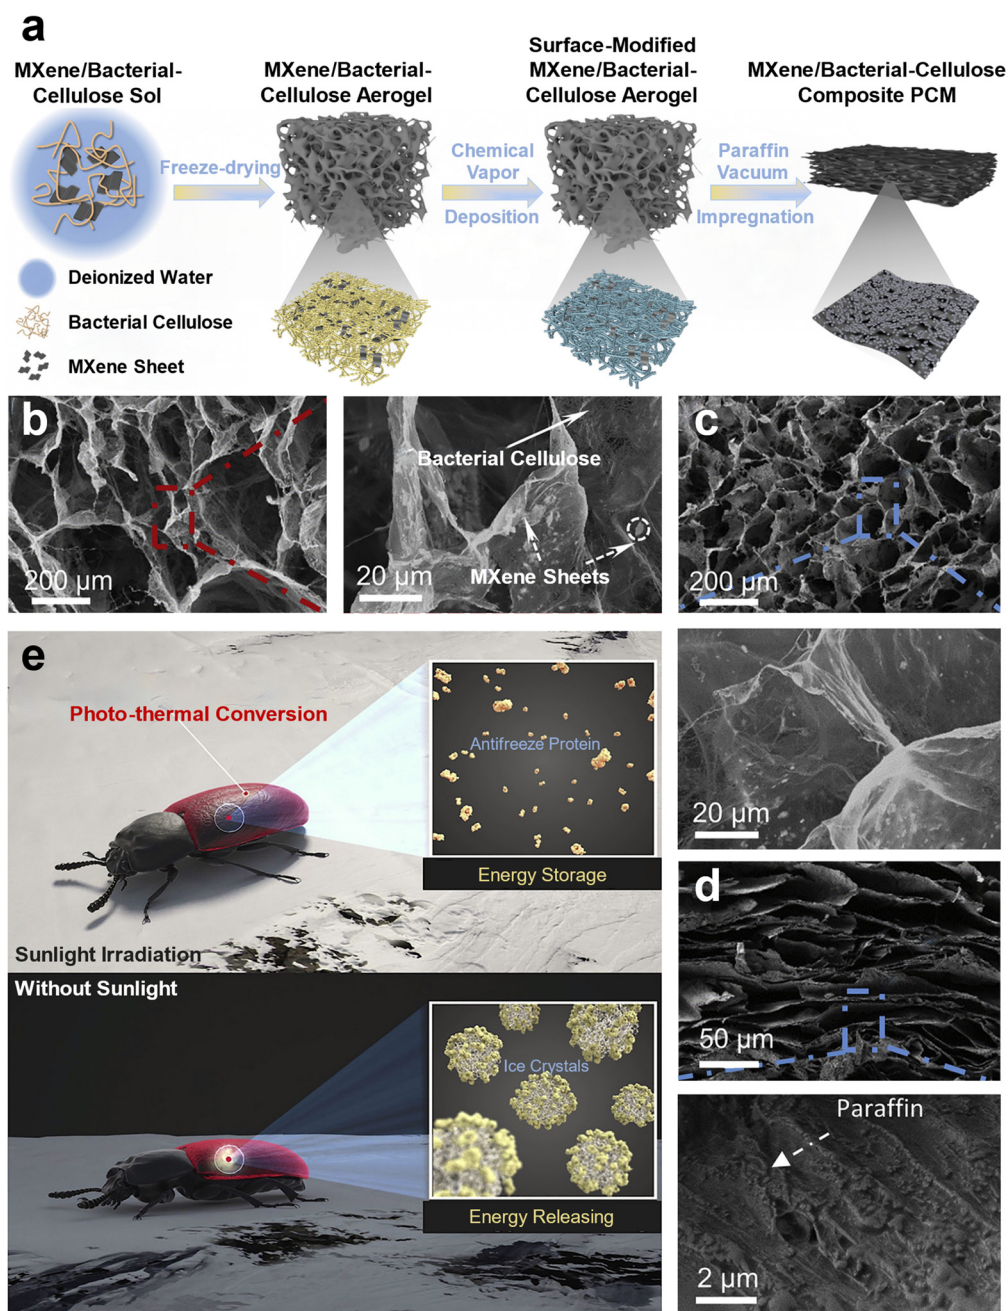 a
MXene/Bacterial-
Cellulose Sol
MXene/Bacterial-
Cellulose Aerogel
Surface-Modified
MXene/Bacterial-
Cellulose Aerogel
MXene/Bacterial-Cellulose
Composite PCM
Freeze-drying
Chemical
Vapor
Deposition
Paraffin
Vacuum
Impregnation
Deionized Water
Bacterial Cellulose
MXene Sheet
b
200 μm
Bacterial Cellulose
MXene Sheets
20 μm
c
200 μm
20 μm
d
50 μm
Paraffin
2 μm
e
Photo-thermal Conversion
Antifreeze Protein
Energy Storage
Sunlight Irradiation
Without Sunlight
Ice Crystals
Energy Releasing